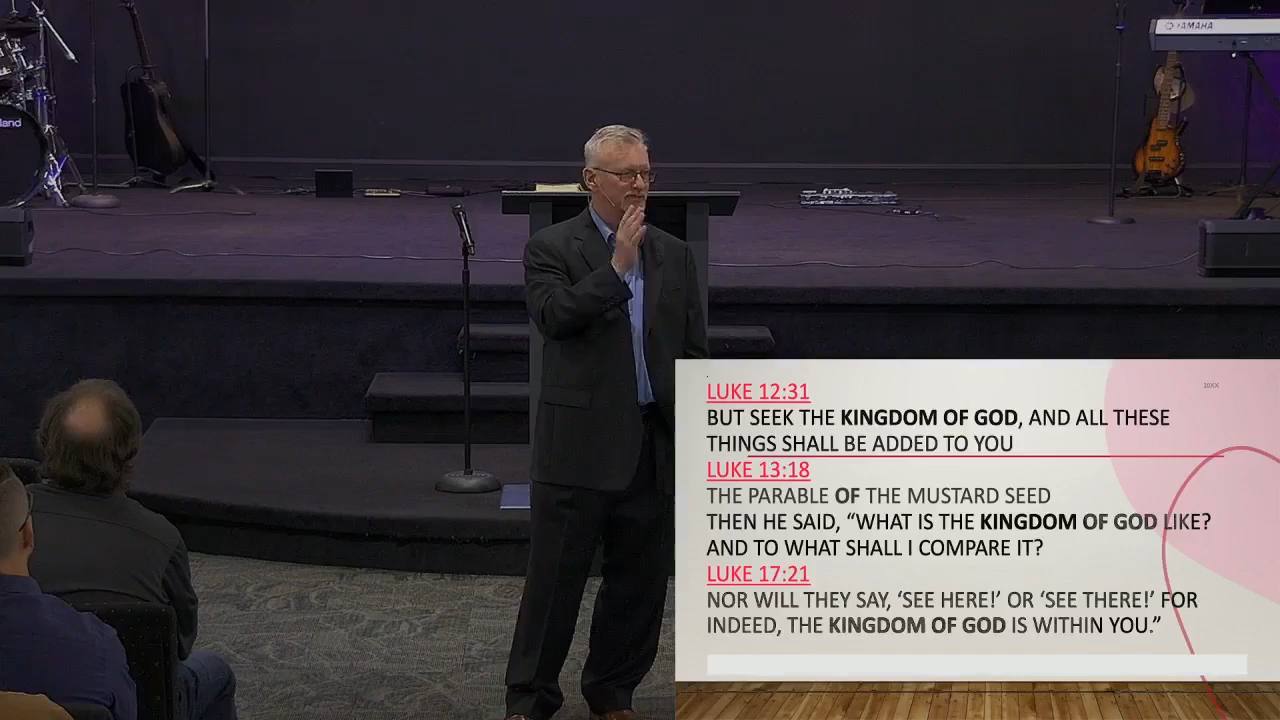 YAMAHA
land
20XX
LUKE 12:31
BUT SEEK THE KINGDOM OF GOD, AND ALL THESE
THINGS SHALL BE ADDED TO YOU
LUKE 13:18
THE PARABLE OF THE MUSTARD SEED
THEN HE SAID, “WHAT IS THE KINGDOM OF GOD LIKE?
AND TO WHAT SHALL I COMPARE IT?
LUKE 17:21
NOR WILL THEY SAY, ‘SEE HERE!’ OR ‘SEE THERE!’ FOR
INDEED, THE KINGDOM OF GOD IS WITHIN YOU.”